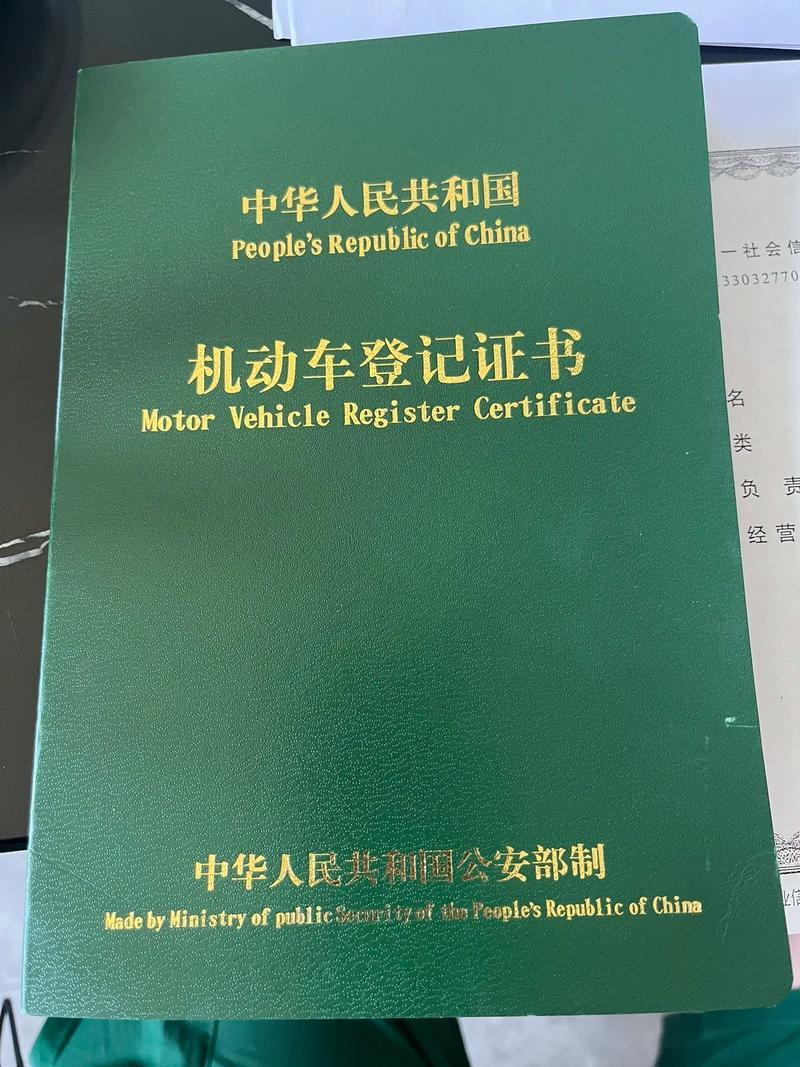 中华人民共和国
People's Republic of China
机动车登记证书
Motor Vehicle Register Certificate
中华人民共和国公安部制
Made by Ministry of public Security of the People's Republic of China
一社会信
33032770
名
类
负 责
经 营